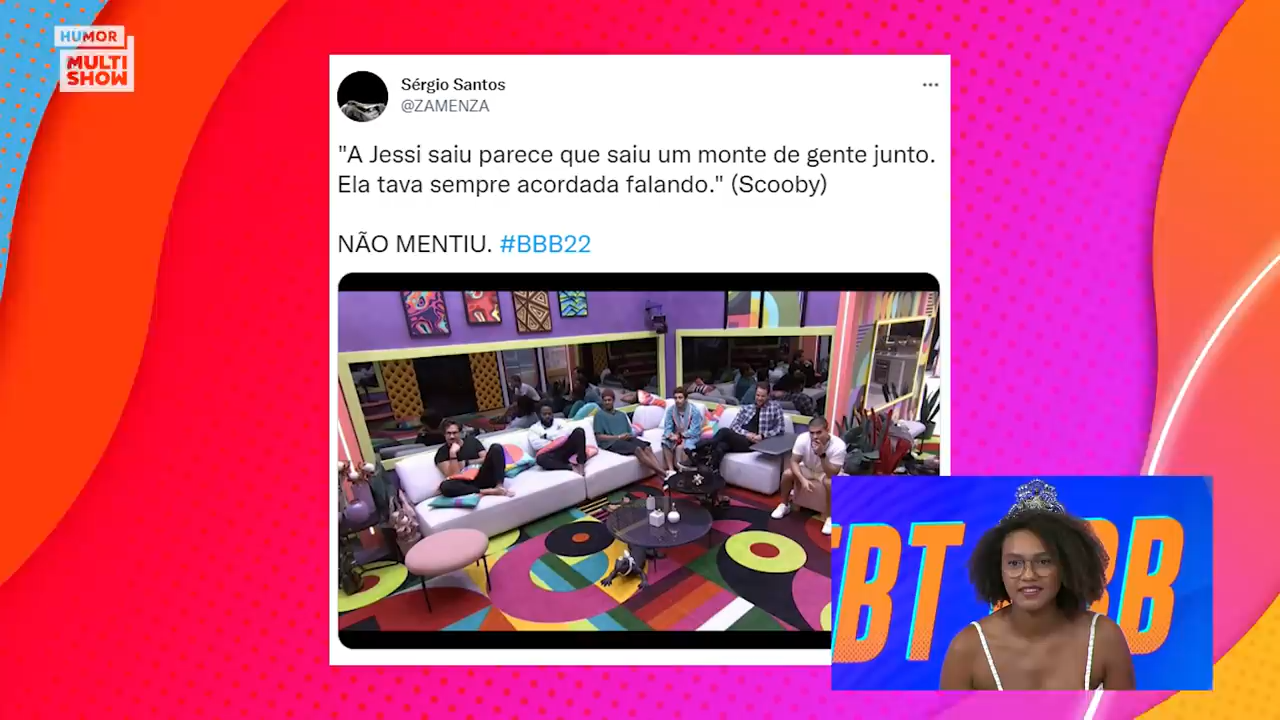 HUMOR
MULTI
SHOW
Sérgio Santos
@ZAMENZA
"A Jessi saiu parece que saiu um monte de gente junto.
Ela tava sempre acordada falando." (Scooby)
NÃO MENTIU. #BBB22
BT BB